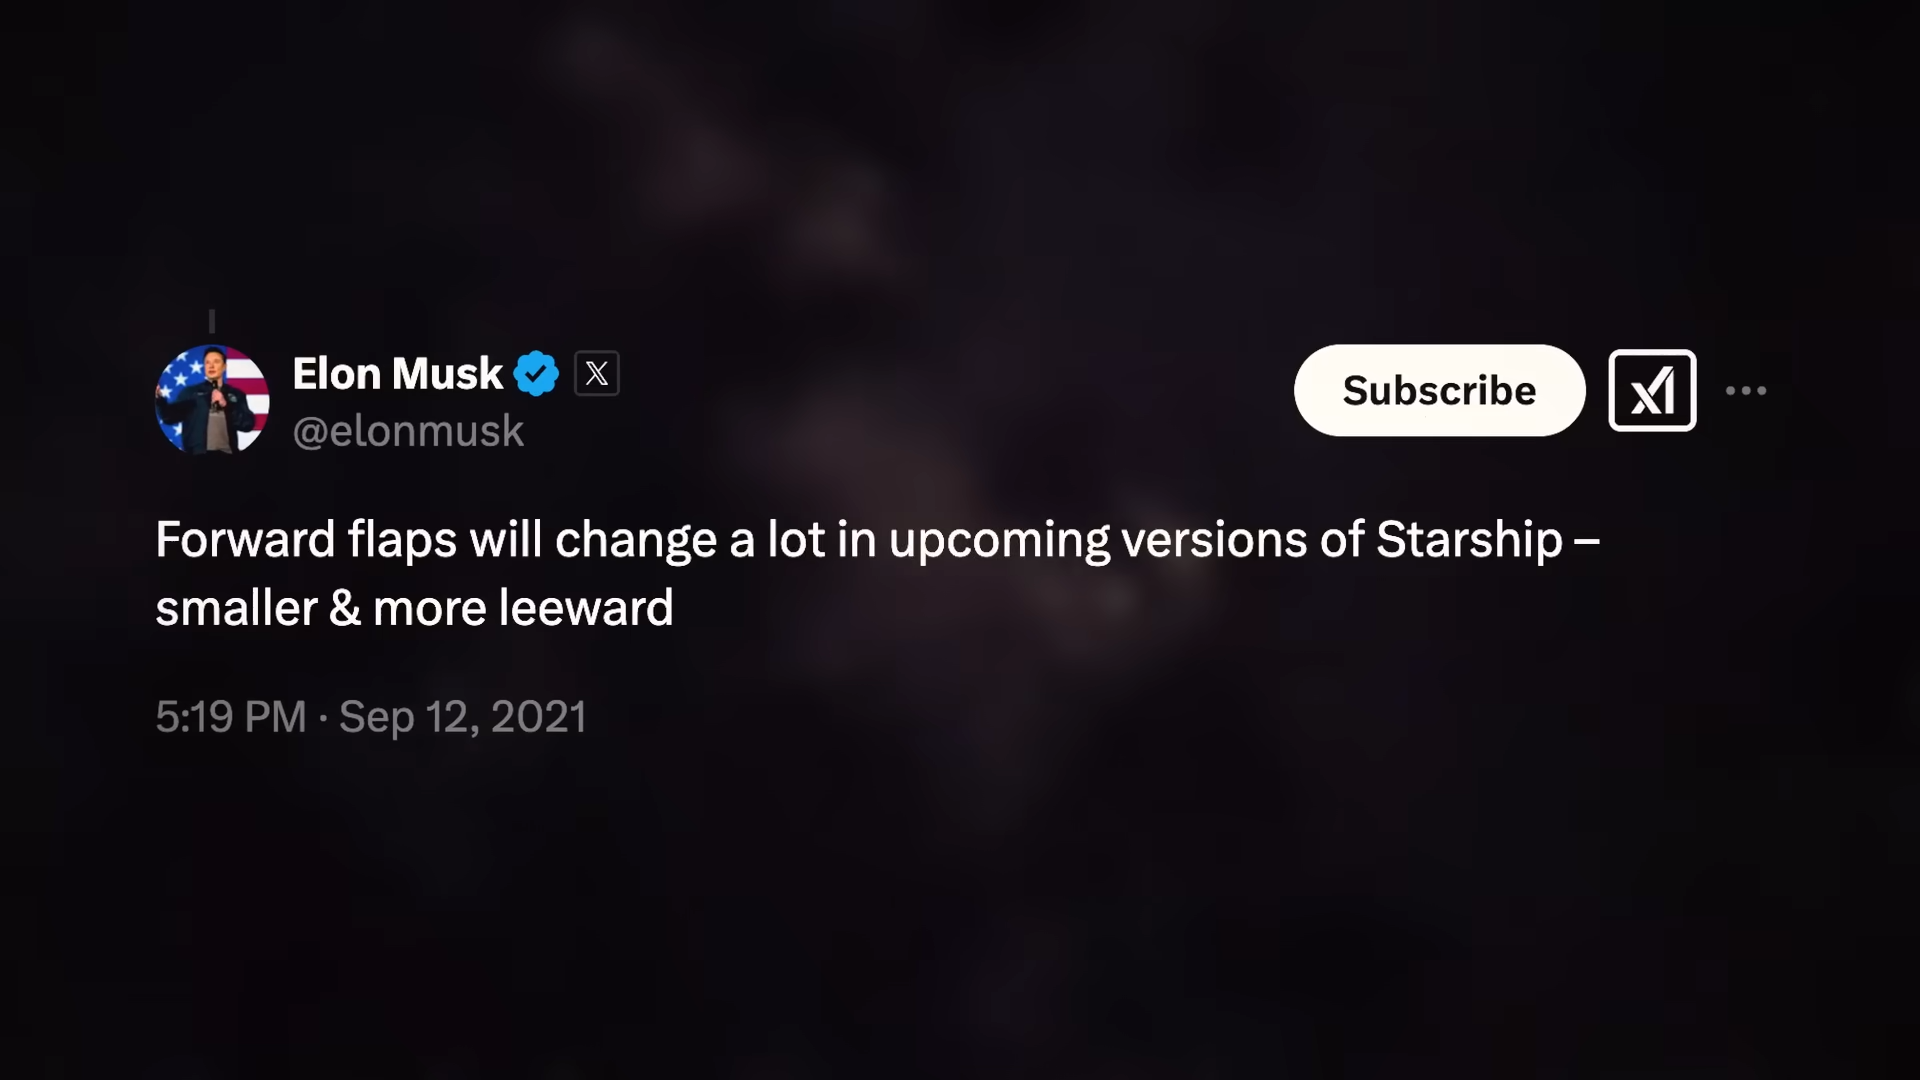 Elon Musk
@elonmusk
Subscribe
Forward flaps will change a lot in upcoming versions of Starship –
smaller & more leeward
5:19 PM · Sep 12, 2021